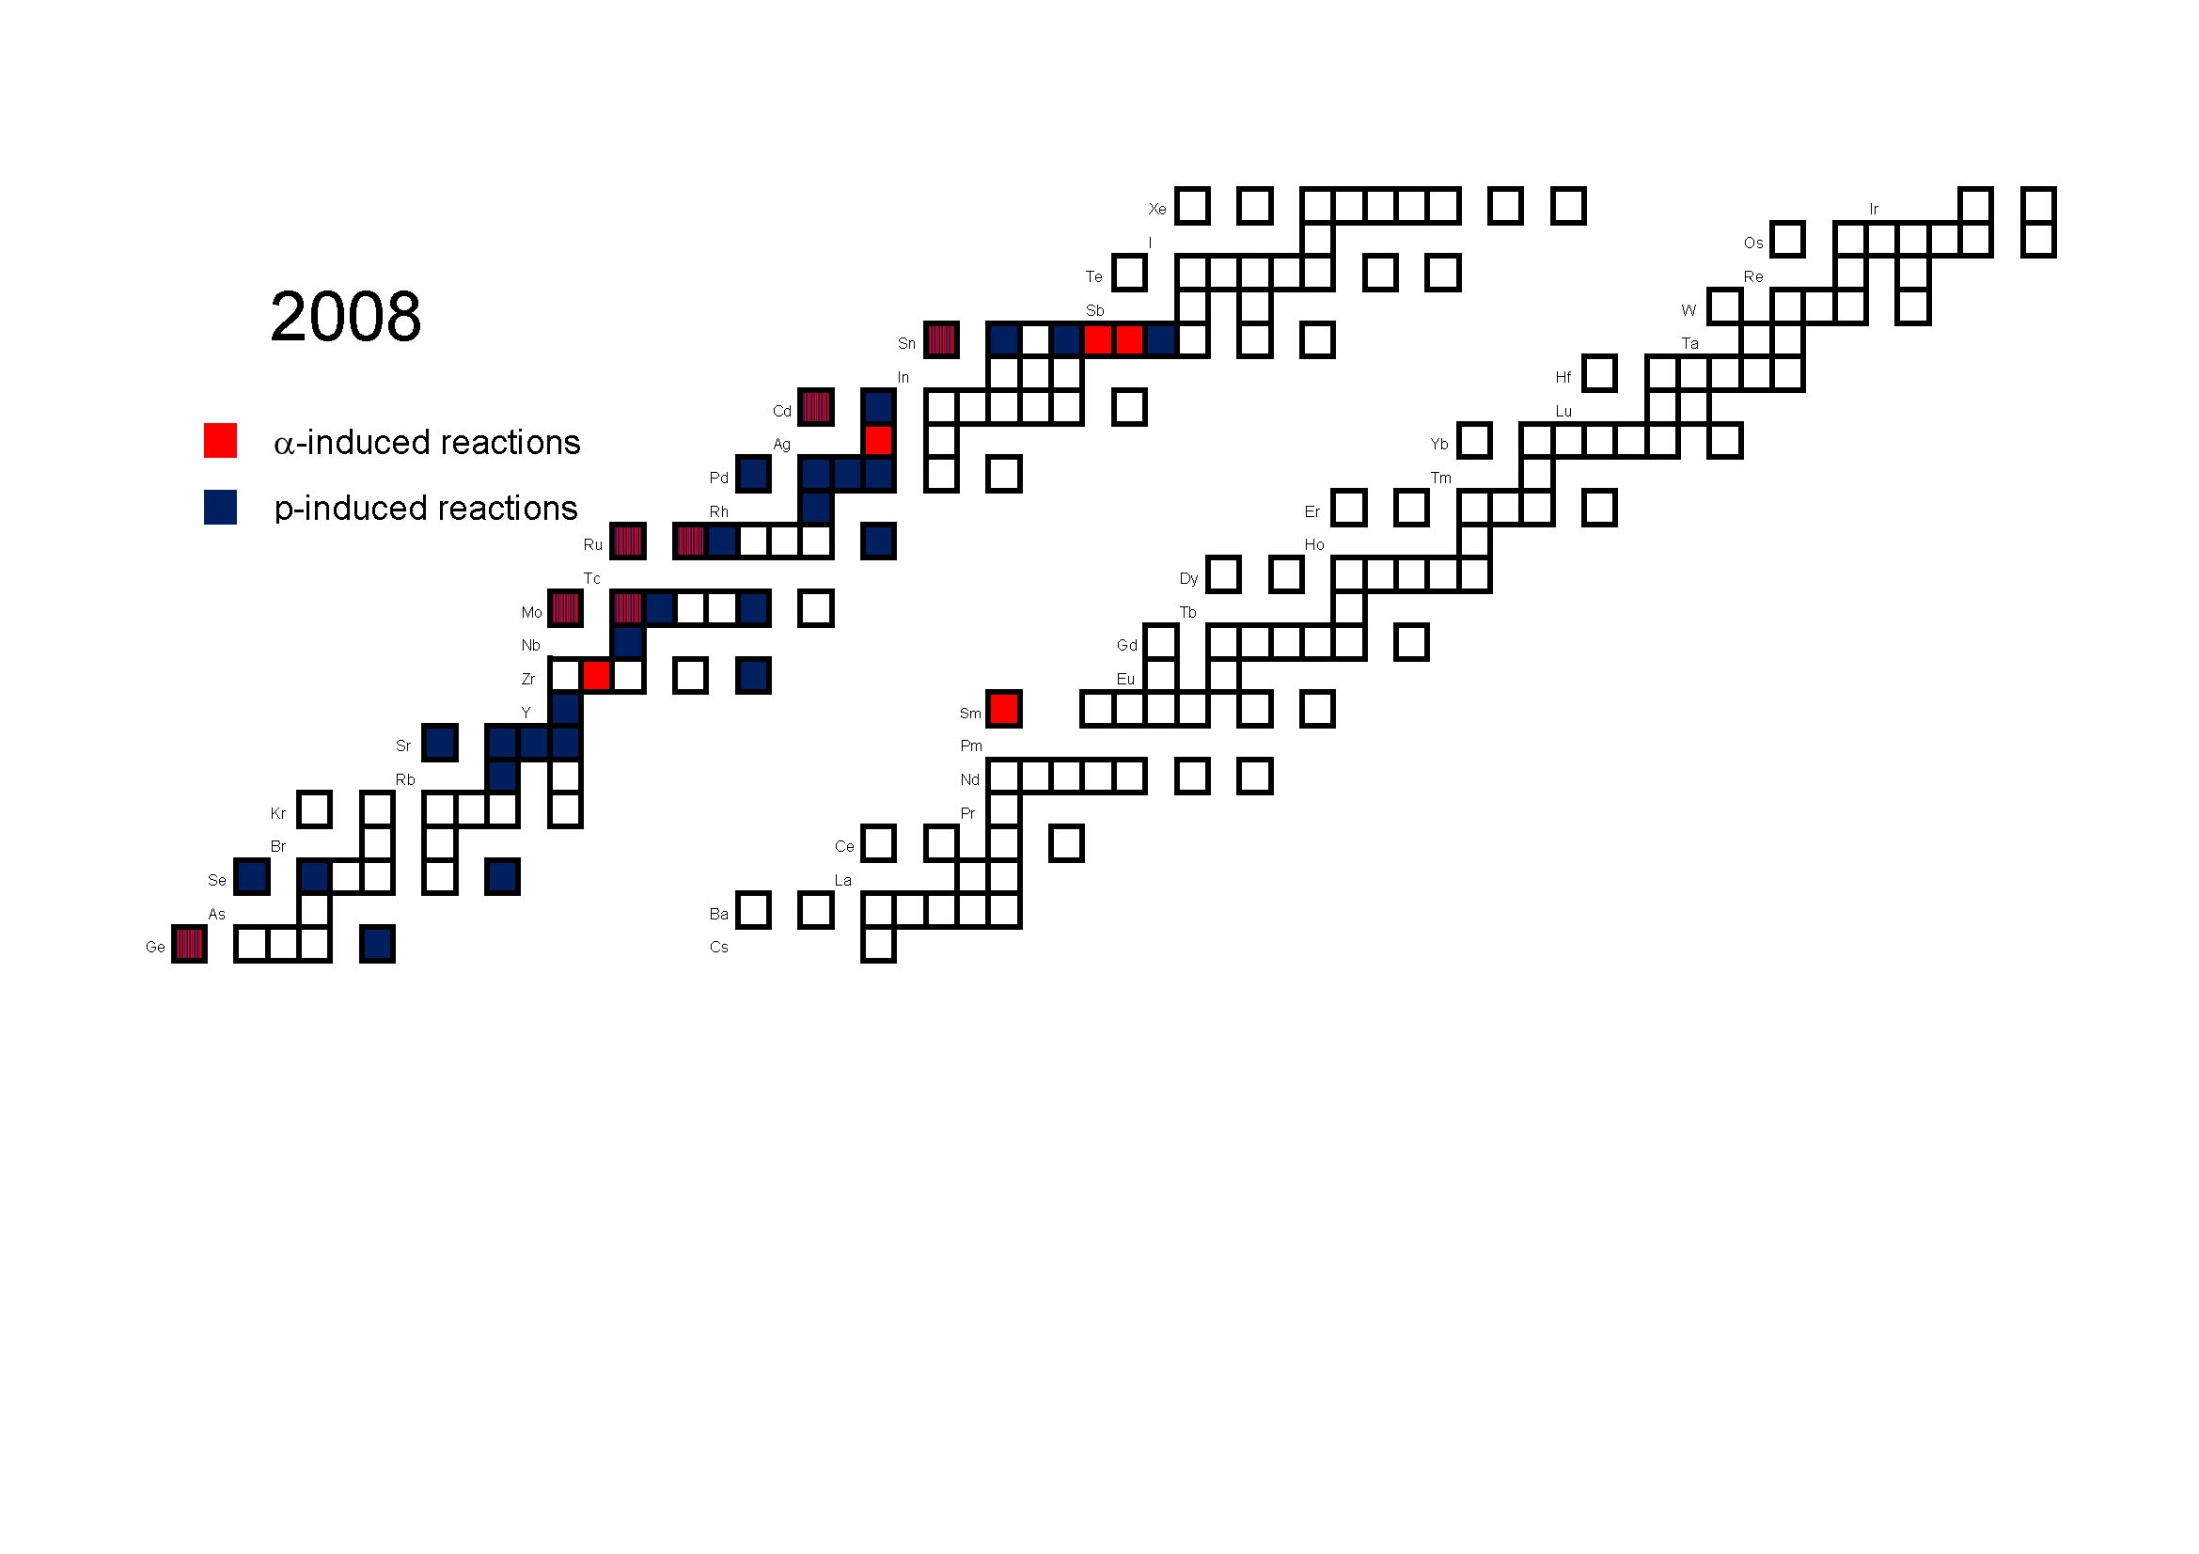 Xe
Ir
I
Os
Te
Re
2008
Sb
W
Sn
Ta
In
Hf
Cd
Lu
α-induced reactions
Ag
Yb
Pd
Tm
p-induced reactions
Rh
Er
Ru
Ho
Tc
Dy
Mo
Tb
Nb
Gd
Zr
Eu
Y
Sm
Sr
Pm
Rb
Nd
Kr
Pr
Br
Ce
Se
La
As
Ba
Ge
Cs